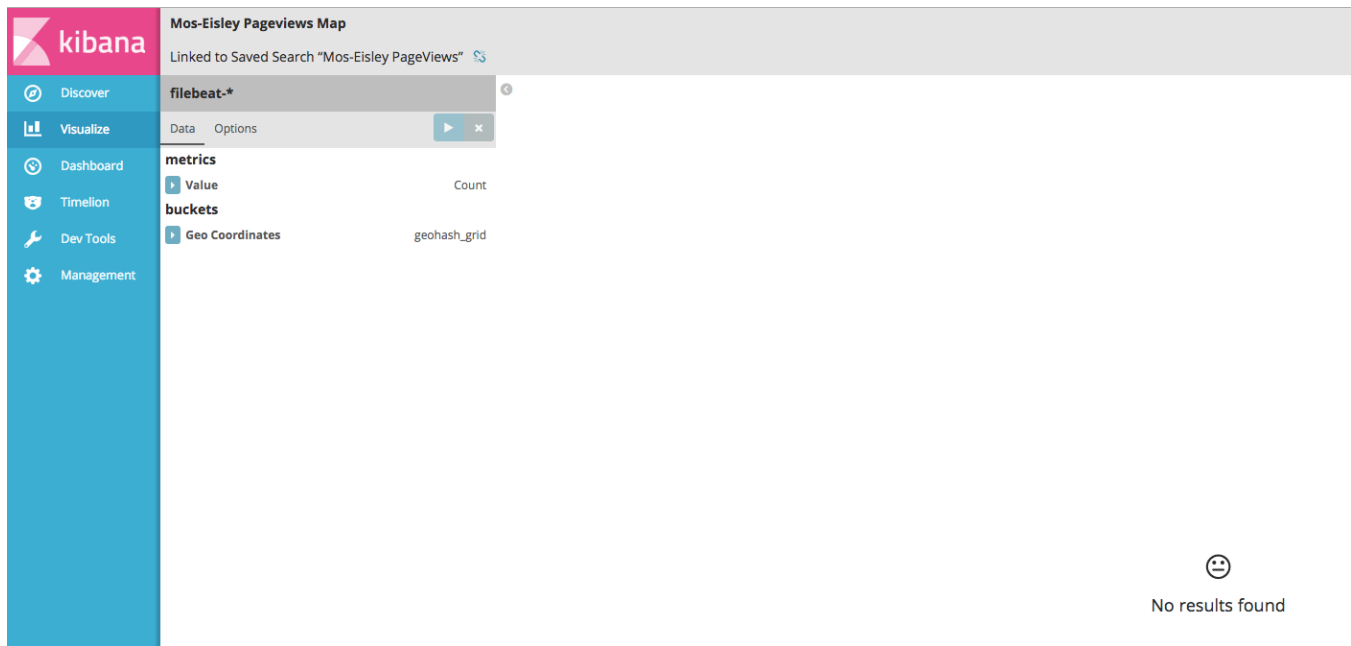 kibana
Discover
Visualize
Dashboard
Timelion
Dev Tools
Management
Mos-Eisley Pageviews Map
Linked to Saved Search “Mos-Eisley PageViews”
filebeat-*
Data Options
metrics
Value Count
buckets
Geo Coordinates geohash_grid
No results found